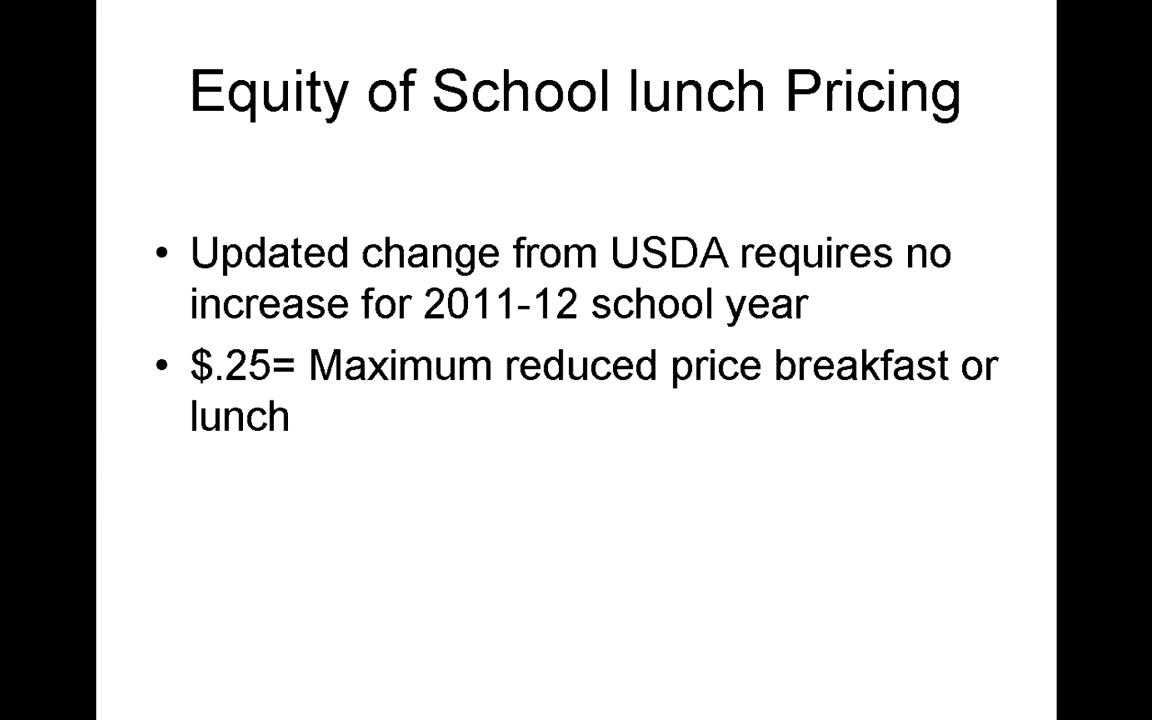 Equity of School lunch Pricing
• Updated change from USDA requires no
increase for 2011-12 school year
• $.25= Maximum reduced price breakfast or
lunch